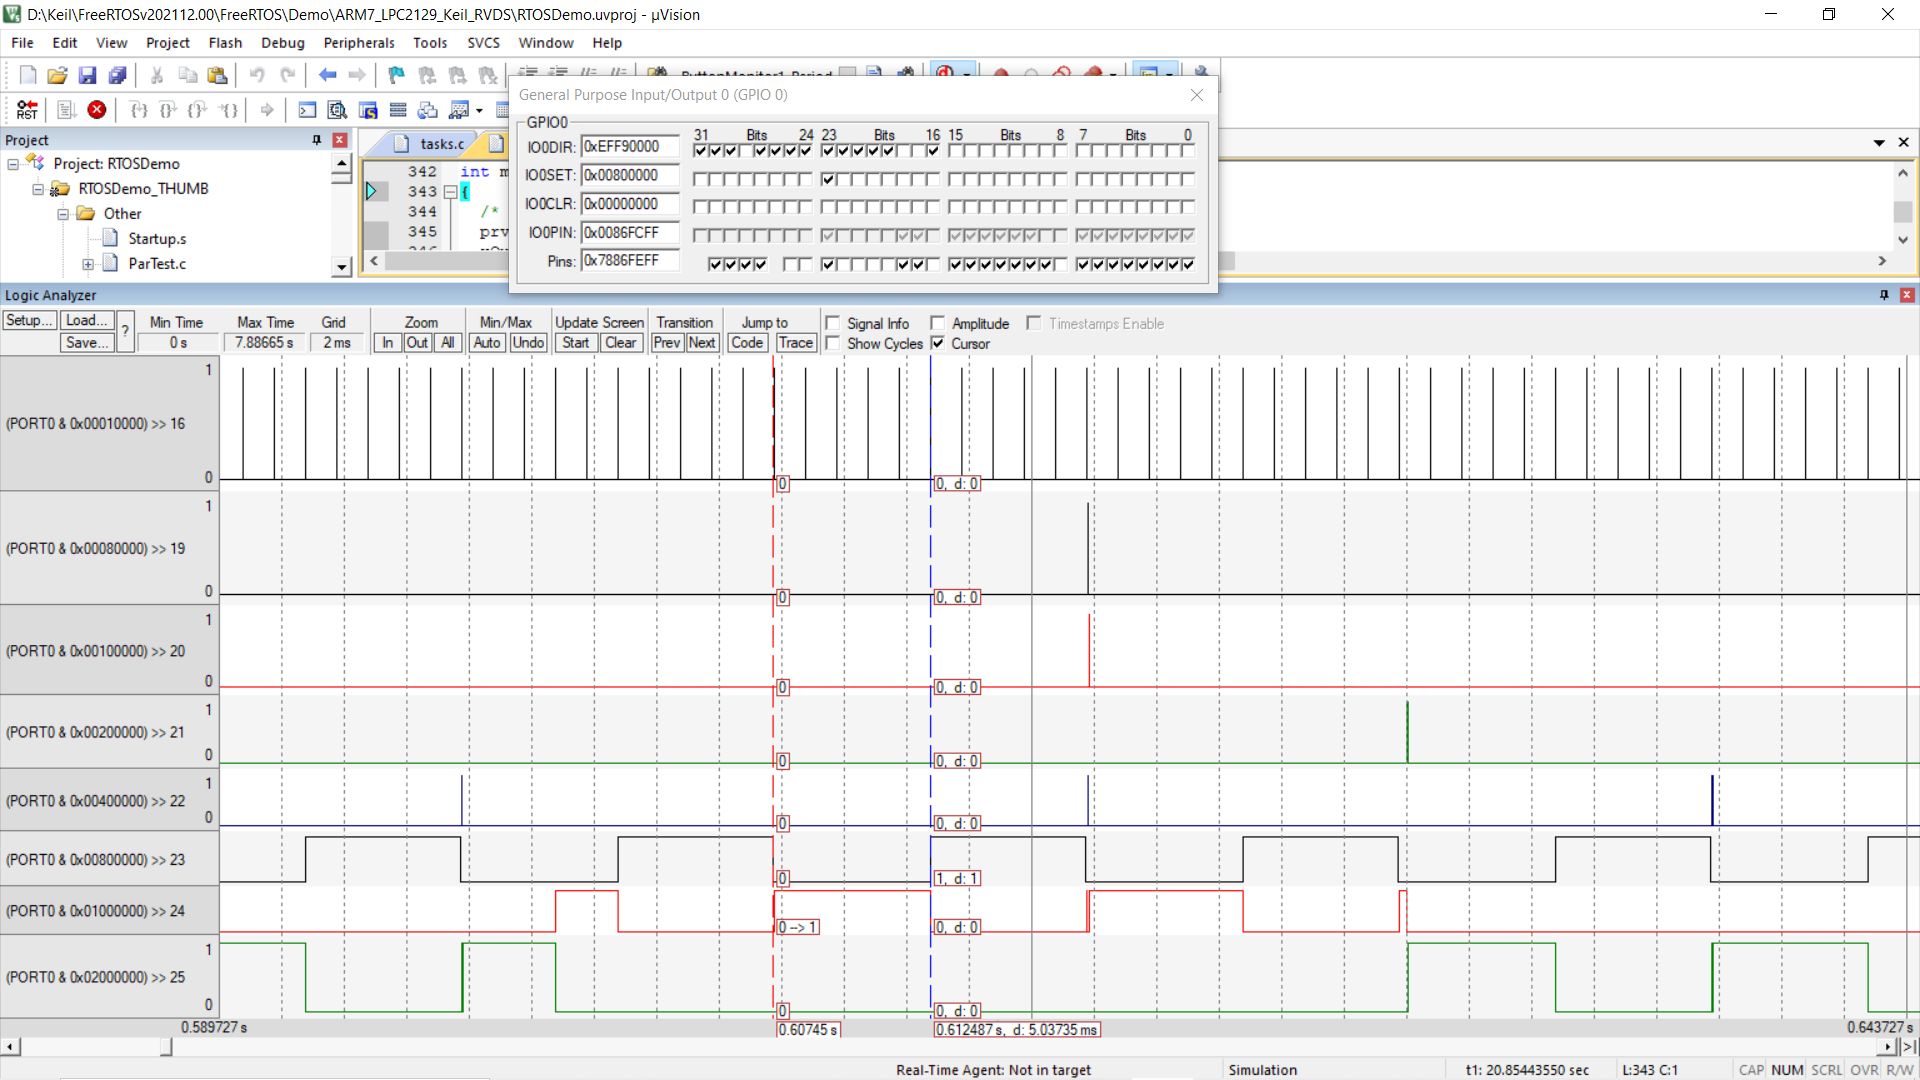 D:\Keil\FreeRTOSv202112.00\FreeRTOS\Demo\ARM7_LPC2129_Keil_RVDS\RTOSDemo.uvproj - µVision
File Edit View Project Flash Debug Peripherals Tools SVCS Window Help
RST
General Purpose Input/Output 0 (GPIO 0)
GPIO0
31 Bits 24 23 Bits 16 15 Bits 8 7 Bits 0
IO0DIR: 0xEFF90000
IO0SET: 0x00800000
IO0CLR: 0x00000000
IO0PIN: 0x0086FCFF
Pins: 0x7886FEFF
Project
Project: RTOSDemo
RTOSDemo_THUMB
Other
Startup.s
ParTest.c
tasks.c
342 int m
343 {
344 /*
345 prv
Logic Analyzer
Setup... Load... ? Min Time Max Time Grid Zoom Min/Max Update Screen Transition Jump to Signal Info Amplitude Timestamps Enable
Save... 0 s 7.88665 s 2 ms In Out All Auto Undo Start Clear Prev Next Code Trace Show Cycles Cursor
1
(PORT0 & 0x00010000) >> 16
0
0 0, d: 0
1
(PORT0 & 0x00080000) >> 19
0
0 0, d: 0
1
(PORT0 & 0x00100000) >> 20
0
0 0, d: 0
1
(PORT0 & 0x00200000) >> 21
0
0 0, d: 0
1
(PORT0 & 0x00400000) >> 22
0
0 0, d: 0
(PORT0 & 0x00800000) >> 23
0 1, d: 1
(PORT0 & 0x01000000) >> 24
0 --> 1 0, d: 0
1
(PORT0 & 0x02000000) >> 25
0
0 0, d: 0
0.589727 s 0.60745 s 0.612487 s, d: 5.03735 ms 0.643727 s
Real-Time Agent: Not in target Simulation t1: 20.85443550 sec L:343 C:1 CAP NUM SCRL OVR R/W